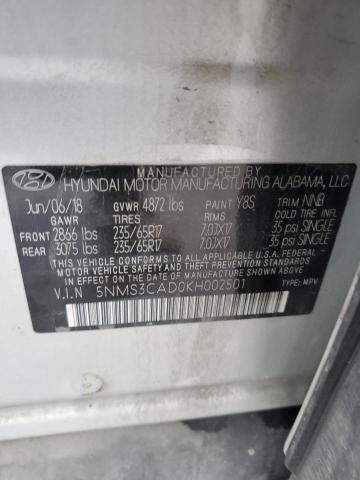 MANUFACTURED BY
HYUNDAI MOTOR MANUFACTURING ALABAMA, LLC
Jun/06/18 GVWR 4872 lbs PAINT Y8S TRIM NNB
GAWR TIRES RIMS COLD TIRE INFL.
FRONT 2866 lbs 235/65R17 7.0JX17 35 psi SINGLE
REAR 3075 lbs 235/65R17 7.0JX17 35 psi SINGLE
THIS VEHICLE CONFORMS TO ALL APPLICABLE U.S.A. FEDERAL
MOTOR VEHICLE SAFETY, BUMPER, AND THEFT PREVENTION
STANDARDS IN EFFECT ON THE DATE OF MANUFACTURE
SHOWN ABOVE.
V.I.N 5NMS3CAD0KH002501 TYPE: MPV